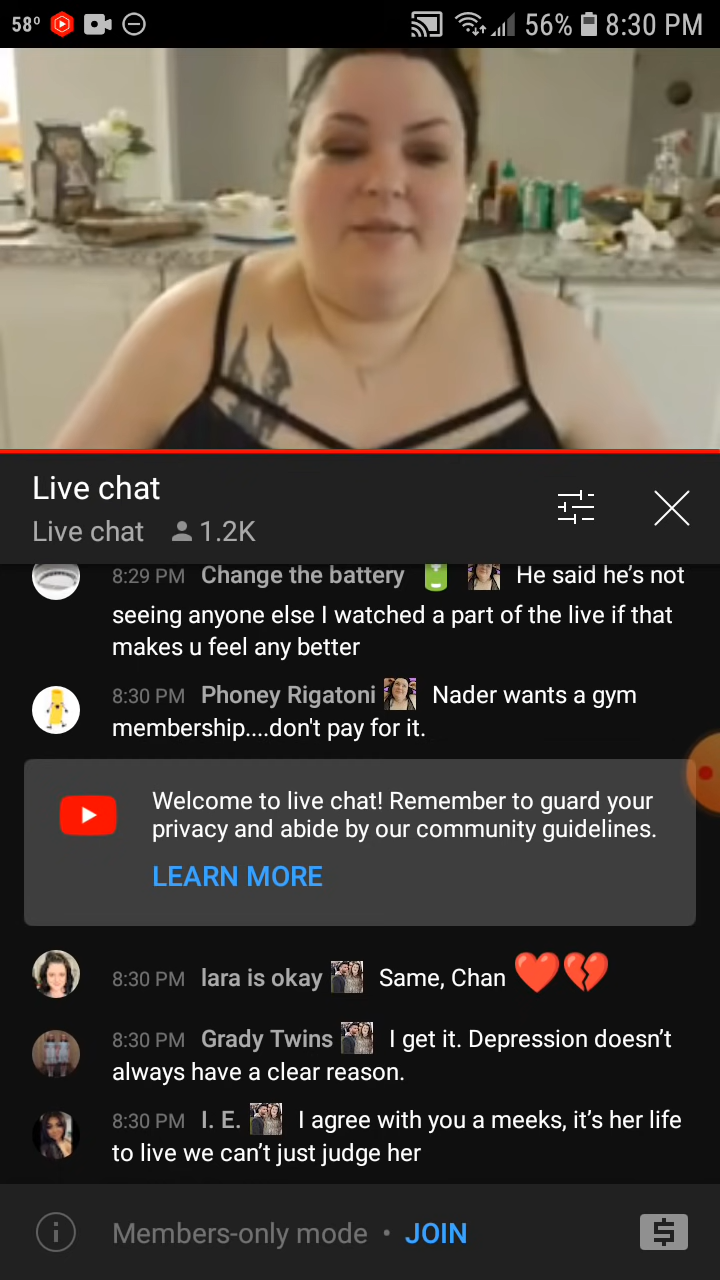 58° 56% 8:30 PM
Live chat
Live chat 1.2K
8:29 PM Change the battery He said he's not
seeing anyone else I watched a part of the live if that
makes u feel any better
8:30 PM Phoney Rigatoni Nader wants a gym
membership....don't pay for it.
Welcome to live chat! Remember to guard your
privacy and abide by our community guidelines.
LEARN MORE
8:30 PM lara is okay Same, Chan ❤️💔
8:30 PM Grady Twins I get it. Depression doesn't
always have a clear reason.
8:30 PM I. E. I agree with you a meeks, it's her life
to live we can't just judge her
Members-only mode • JOIN